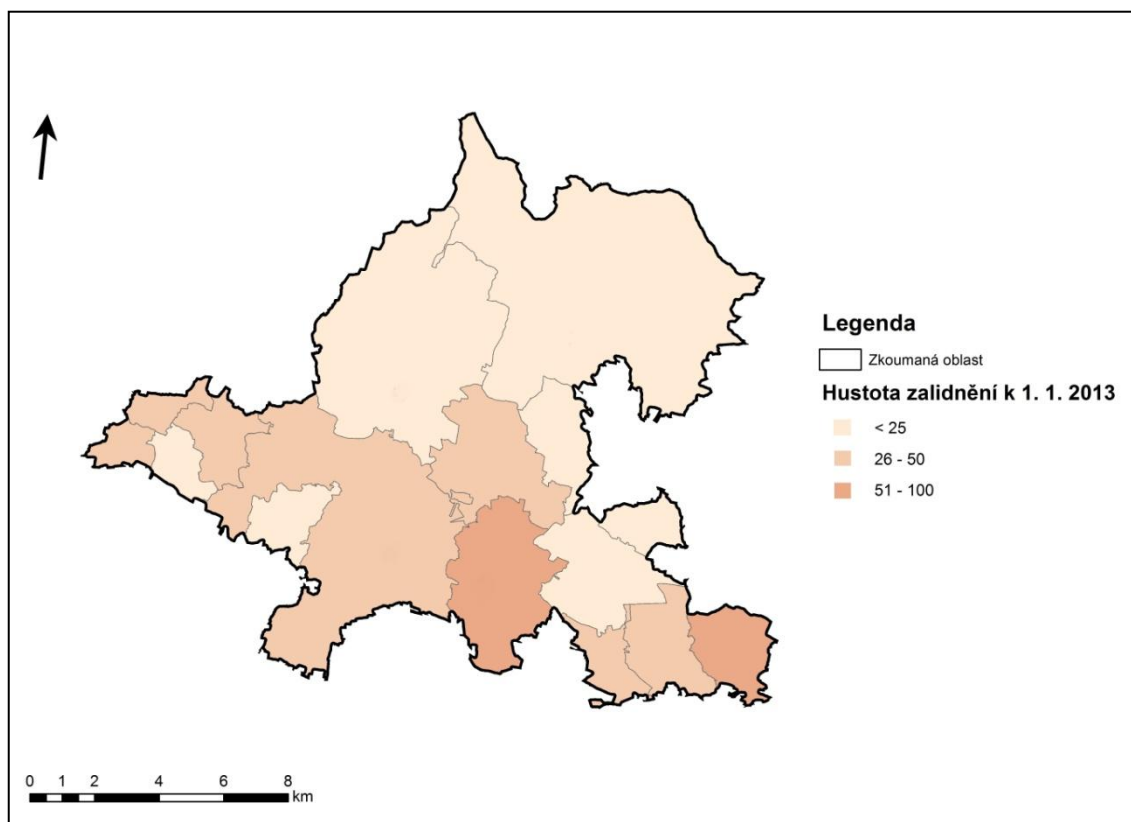 Legenda
Zkoumaná oblast
Hustota zalidnění k 1. 1. 2013
< 25
26 - 50
51 - 100
0 1 2 4 6 8
km